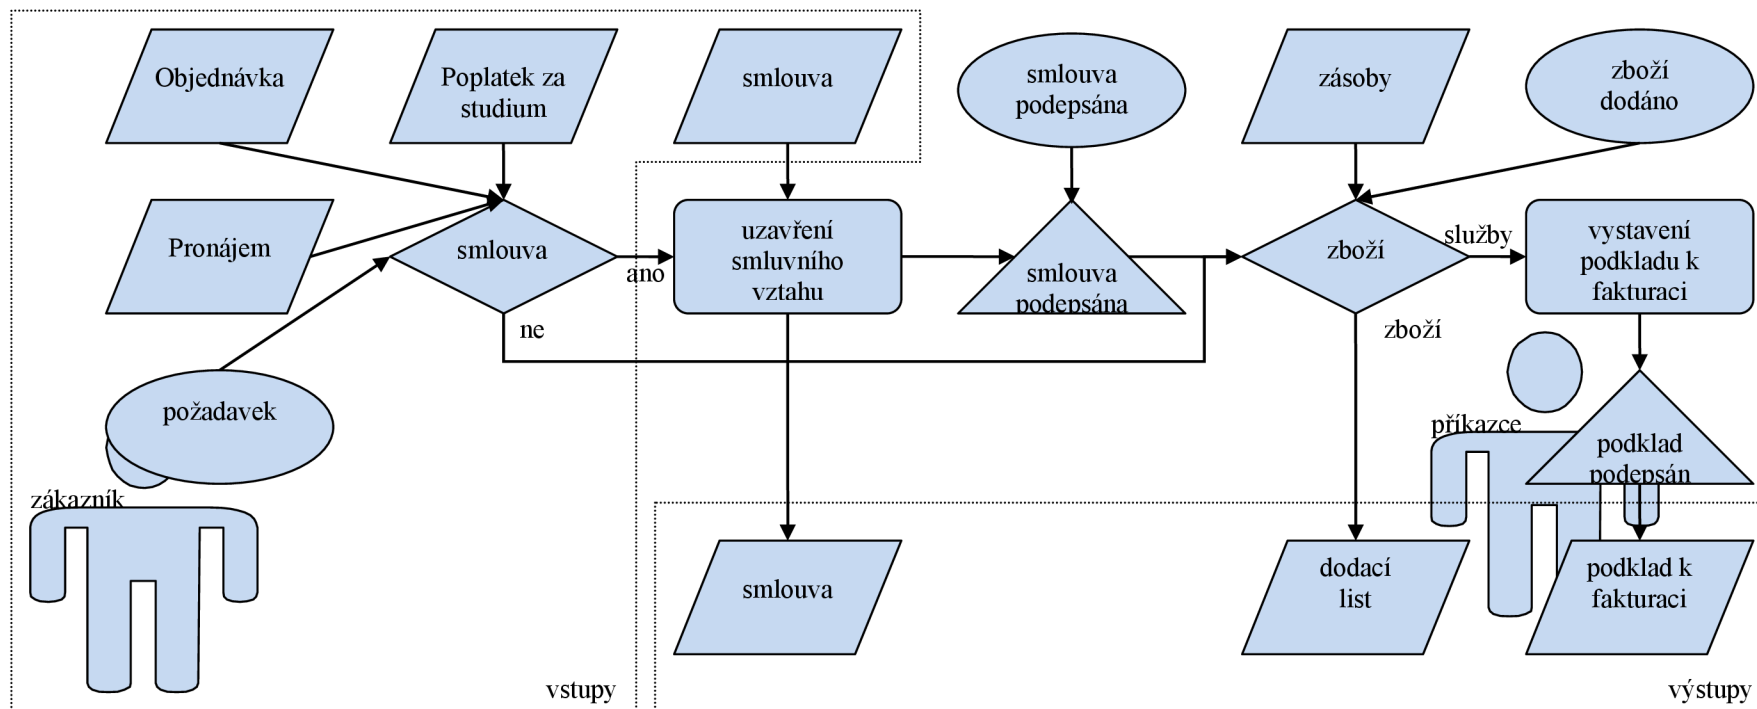 Objednávka
Poplatek za
studium
smlouva
smlouva
podepsána
zásoby
zboží
dodáno
Pronájem
smlouva
ano
uzavření
smluvního
vztahu
smlouva
podepsána
zboží
služby
vystavení
podkladu k
fakturaci
ne
zboží
požadavek
příkazce
podklad
podepsán
zákazník
smlouva
dodací
list
podklad k
fakturaci
vstupy
výstupy